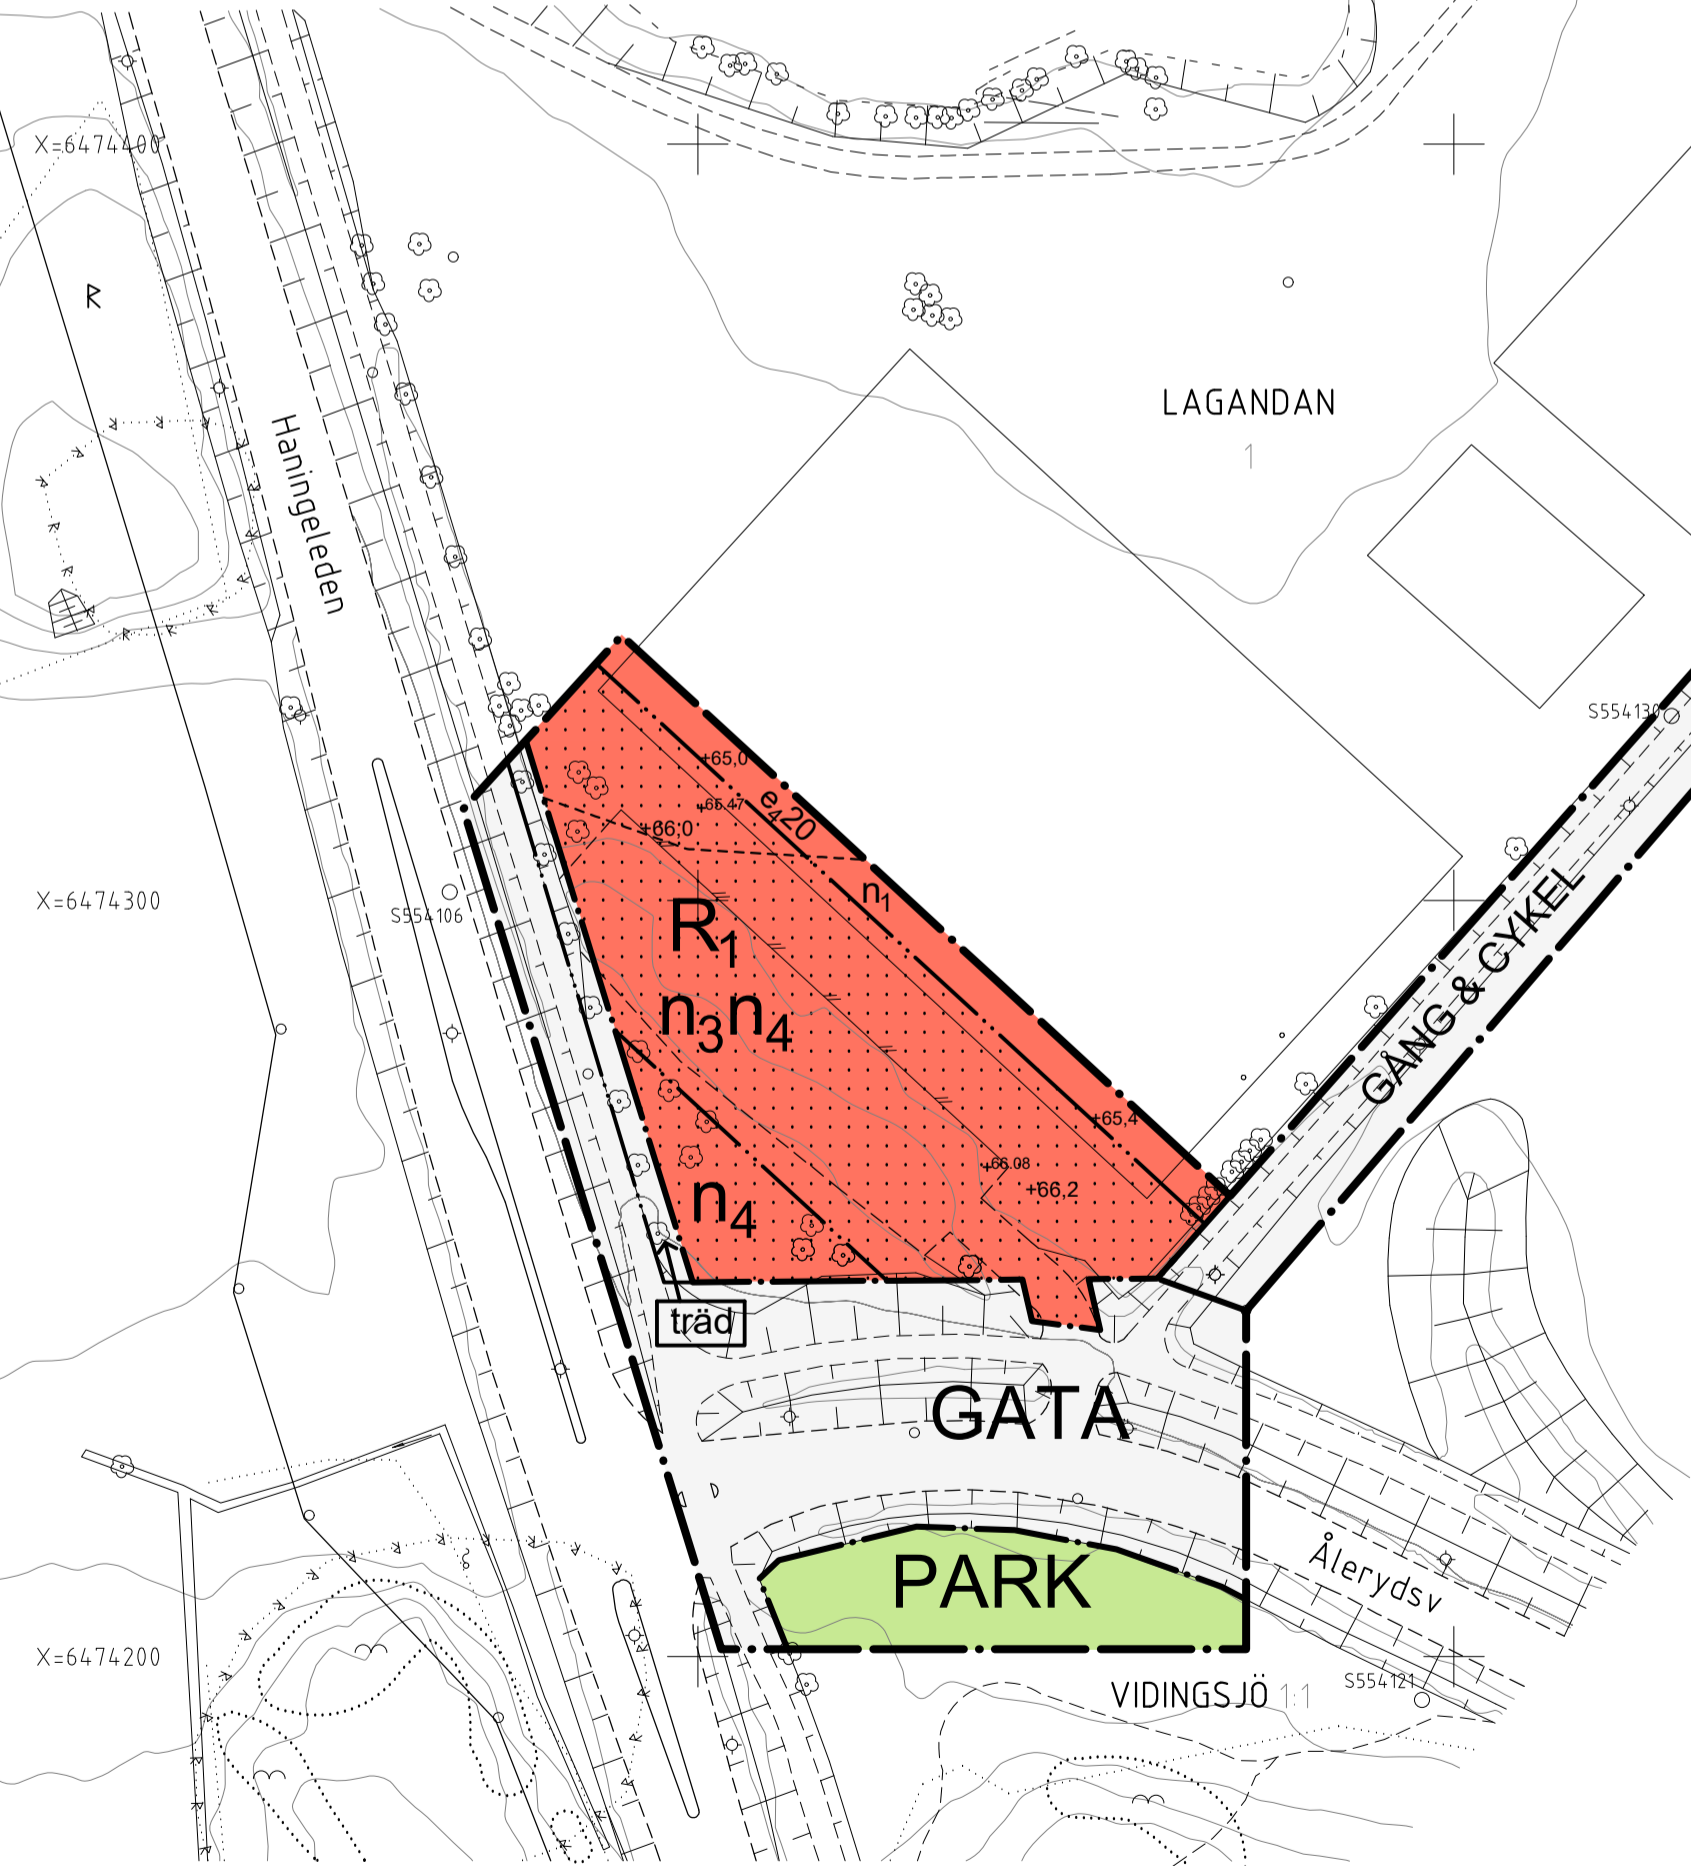 X=6474400
Haningeleden
LAGANDAN
1
S554130
+65,0
+65.47
e₄20
+66,0
n₁
X=6474300
S554106
R₁
n₃n₄
GÅNG & CYKEL
+65,4
+66.08
+66,2
n₄
träd
GATA
PARK
Ålerydsv
X=6474200
VIDINGSJÖ 1:1
S554121